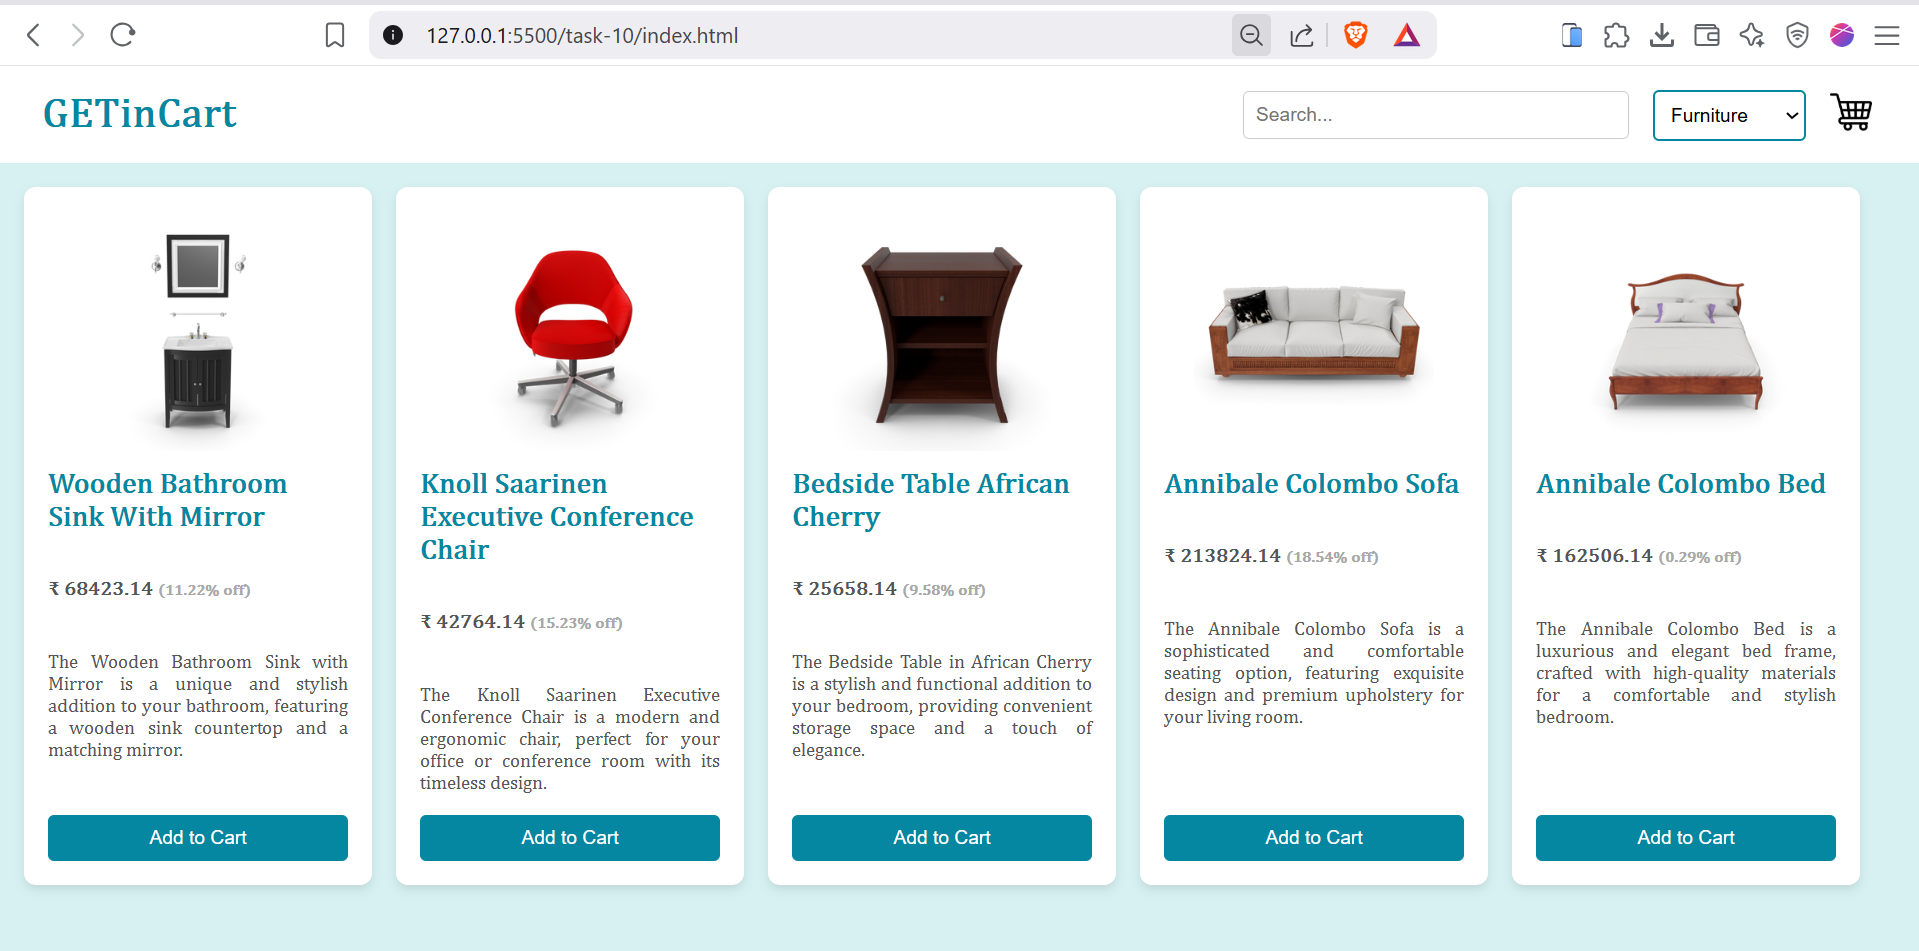 127.0.0.1:5500/task-10/index.html
GETinCart
Search...
Furniture
Wooden Bathroom
Sink With Mirror
₹ 68423.14 (11.22% off)
The Wooden Bathroom Sink with
Mirror is a unique and stylish
addition to your bathroom, featuring
a wooden sink countertop and a
matching mirror.
Add to Cart
Knoll Saarinen
Executive Conference
Chair
₹ 42764.14 (15.23% off)
The Knoll Saarinen Executive
Conference Chair is a modern and
ergonomic chair, perfect for your
office or conference room with its
timeless design.
Add to Cart
Bedside Table African
Cherry
₹ 25658.14 (9.58% off)
The Bedside Table in African Cherry
is a stylish and functional addition to
your bedroom, providing convenient
storage space and a touch of
elegance.
Add to Cart
Annibale Colombo Sofa
₹ 213824.14 (18.54% off)
The Annibale Colombo Sofa is a
sophisticated and comfortable
seating option, featuring exquisite
design and premium upholstery for
your living room.
Add to Cart
Annibale Colombo Bed
₹ 162506.14 (0.29% off)
The Annibale Colombo Bed is a
luxurious and elegant bed frame,
crafted with high-quality materials
for a comfortable and stylish
bedroom.
Add to Cart